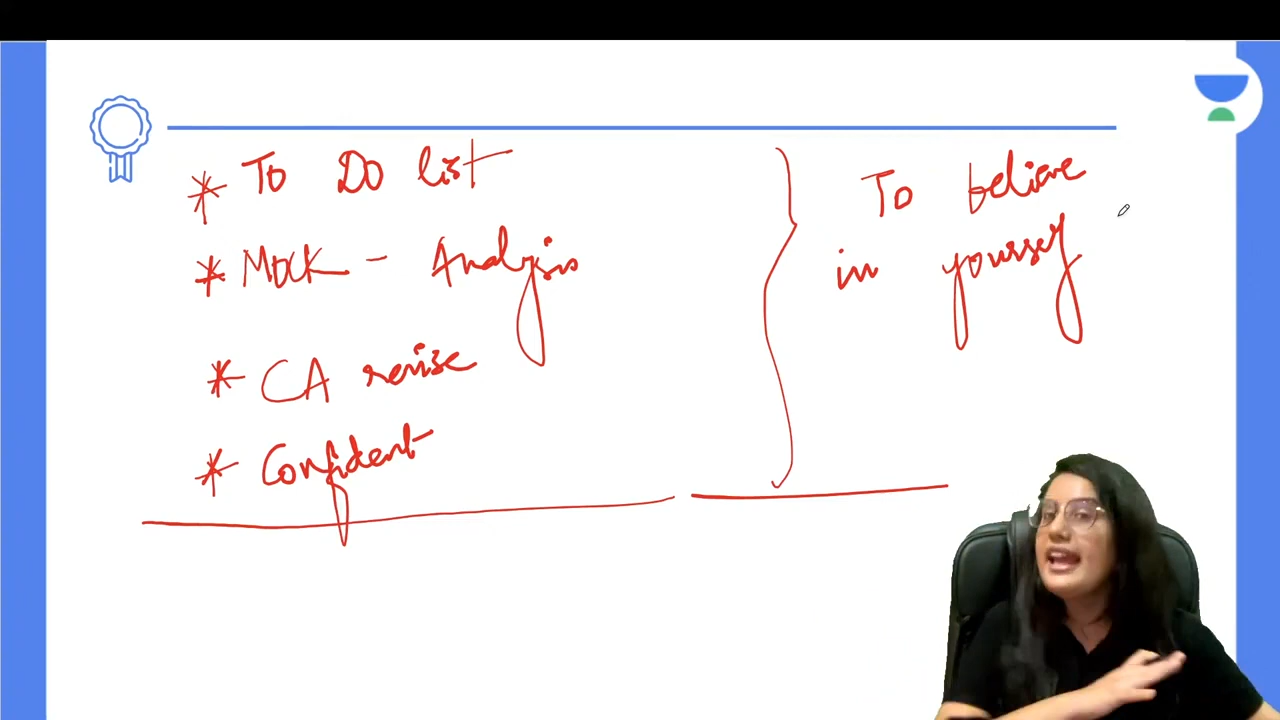 * To Do list
* Mock - Analysis
* CA revise
* Confident
To believe
in yourself